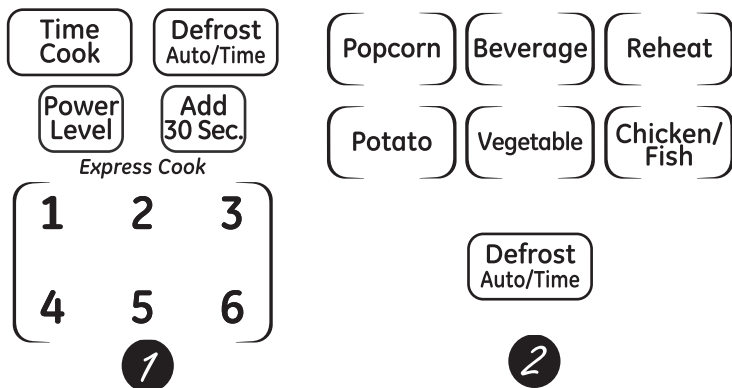 Time
Cook
Defrost
Auto/Time
Power
Level
Add
30 Sec.
Express Cook
1 2 3
4 5 6
1
Popcorn Beverage Reheat
Potato Vegetable Chicken/
Fish
Defrost
Auto/Time
2